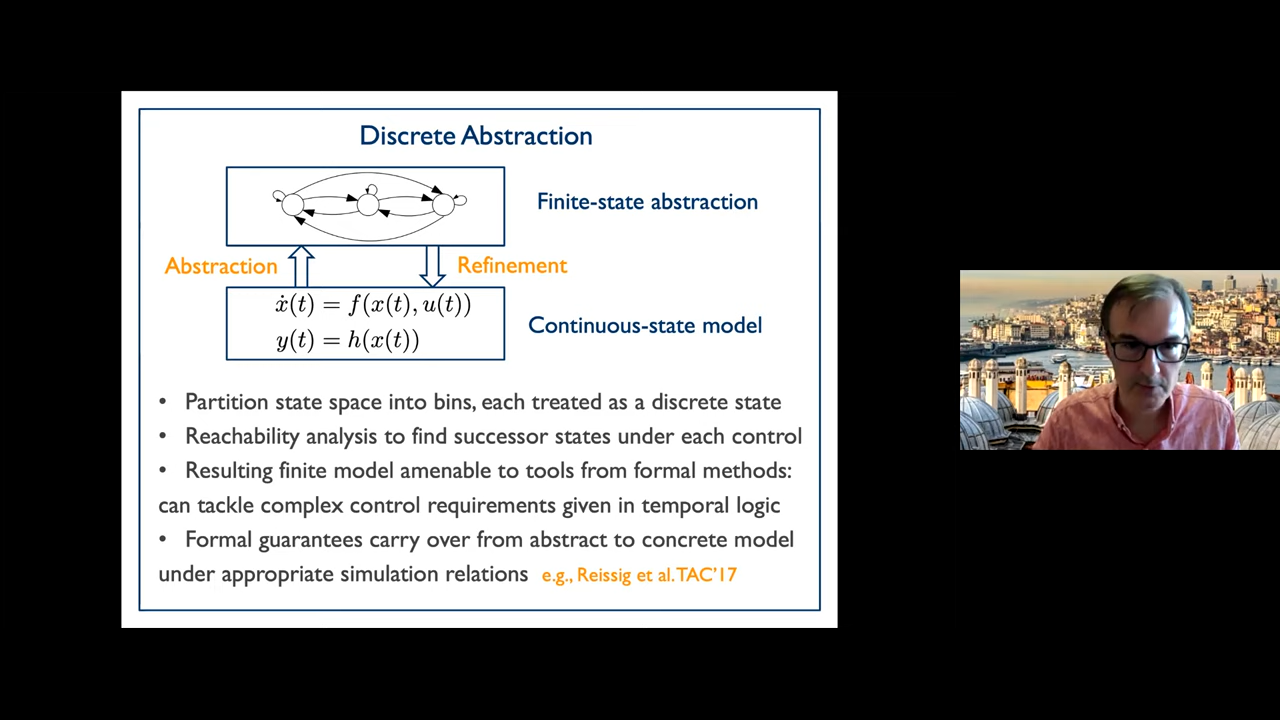 Discrete Abstraction
Finite-state abstraction
Abstraction
Refinement
ẋ(t) = f(x(t), u(t))
y(t) = h(x(t))
Continuous-state model
• Partition state space into bins, each treated as a discrete state
• Reachability analysis to find successor states under each control
• Resulting finite model amenable to tools from formal methods:
can tackle complex control requirements given in temporal logic
• Formal guarantees carry over from abstract to concrete model
under appropriate simulation relations e.g., Reissig et al. TAC'17